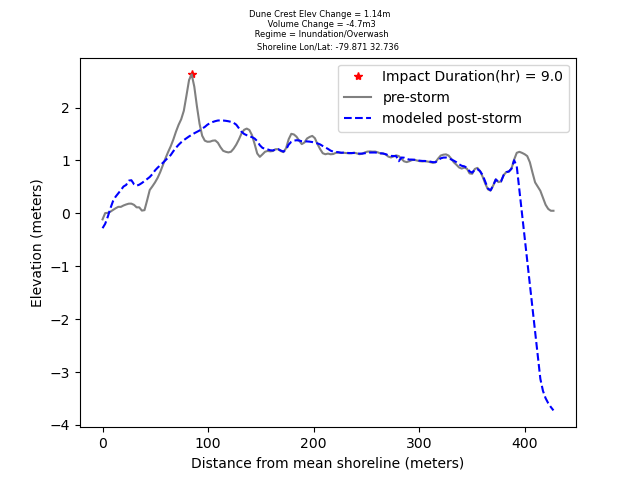 Dune Crest Elev Change = 1.14m
Volume Change = -4.7m3
Regime = Inundation/Overwash
Shoreline Lon/Lat: -79.871 32.736
Impact Duration(hr) = 9.0
pre-storm
modeled post-storm
2
1
0
−1
−2
−3
−4
Elevation (meters)
0 100 200 300 400
Distance from mean shoreline (meters)